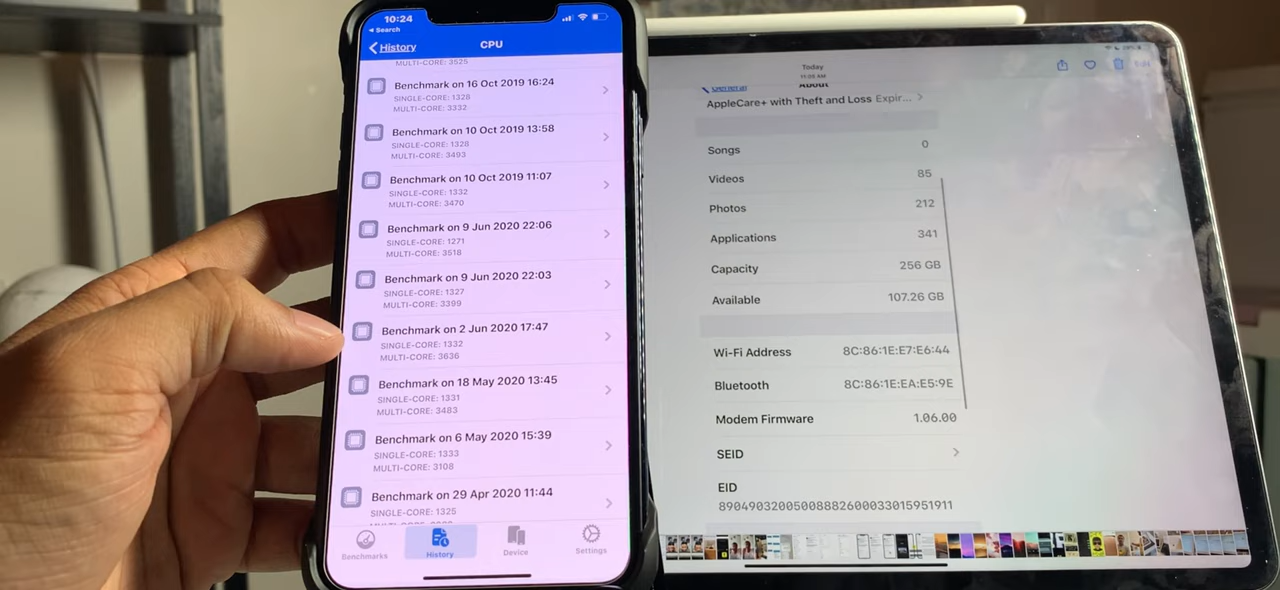 10:24
Search
History
CPU
MULTI-CORE: 3525
Benchmark on 16 Oct 2019 16:24
SINGLE-CORE: 1328
MULTI-CORE: 3332
Benchmark on 10 Oct 2019 13:58
SINGLE-CORE: 1328
MULTI-CORE: 3493
Benchmark on 10 Oct 2019 11:07
SINGLE-CORE: 1332
MULTI-CORE: 3470
Benchmark on 9 Jun 2020 22:06
SINGLE-CORE: 1271
MULTI-CORE: 3518
Benchmark on 9 Jun 2020 22:03
SINGLE-CORE: 1327
MULTI-CORE: 3399
Benchmark on 2 Jun 2020 17:47
SINGLE-CORE: 1332
MULTI-CORE: 3636
Benchmark on 18 May 2020 13:45
SINGLE-CORE: 1331
MULTI-CORE: 3483
Benchmark on 6 May 2020 15:39
SINGLE-CORE: 1333
MULTI-CORE: 3108
Benchmark on 29 Apr 2020 11:44
SINGLE-CORE: 1325
Benchmarks
History
Device
Settings
Today
General
About
AppleCare+ with Theft and Loss Expir...
Songs 0
Videos 85
Photos 212
Applications 341
Capacity 256 GB
Available 107.26 GB
Wi-Fi Address 8C:86:1E:E7:E6:44
Bluetooth 8C:86:1E:EA:E5:9E
Modem Firmware 1.06.00
SEID
EID
89049032005008882600033015951911